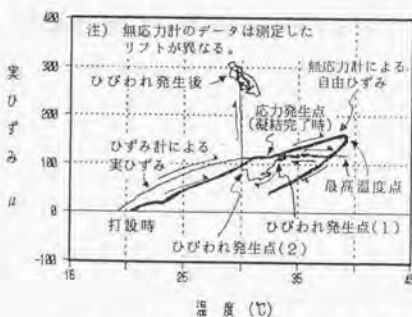 注) 無応力計のデータは測定した
リフトが異なる。
ひびわれ発生後
無応力計による
自由ひずみ
応力発生点
(凝結完了時)
ひずみ計による
実ひずみ
最高温度点
打設時
ひびわれ発生点(1)
ひびわれ発生点(2)
実ひずみ μ
400
300
200
100
0
-100
15
25
35
45
温 度 (℃)